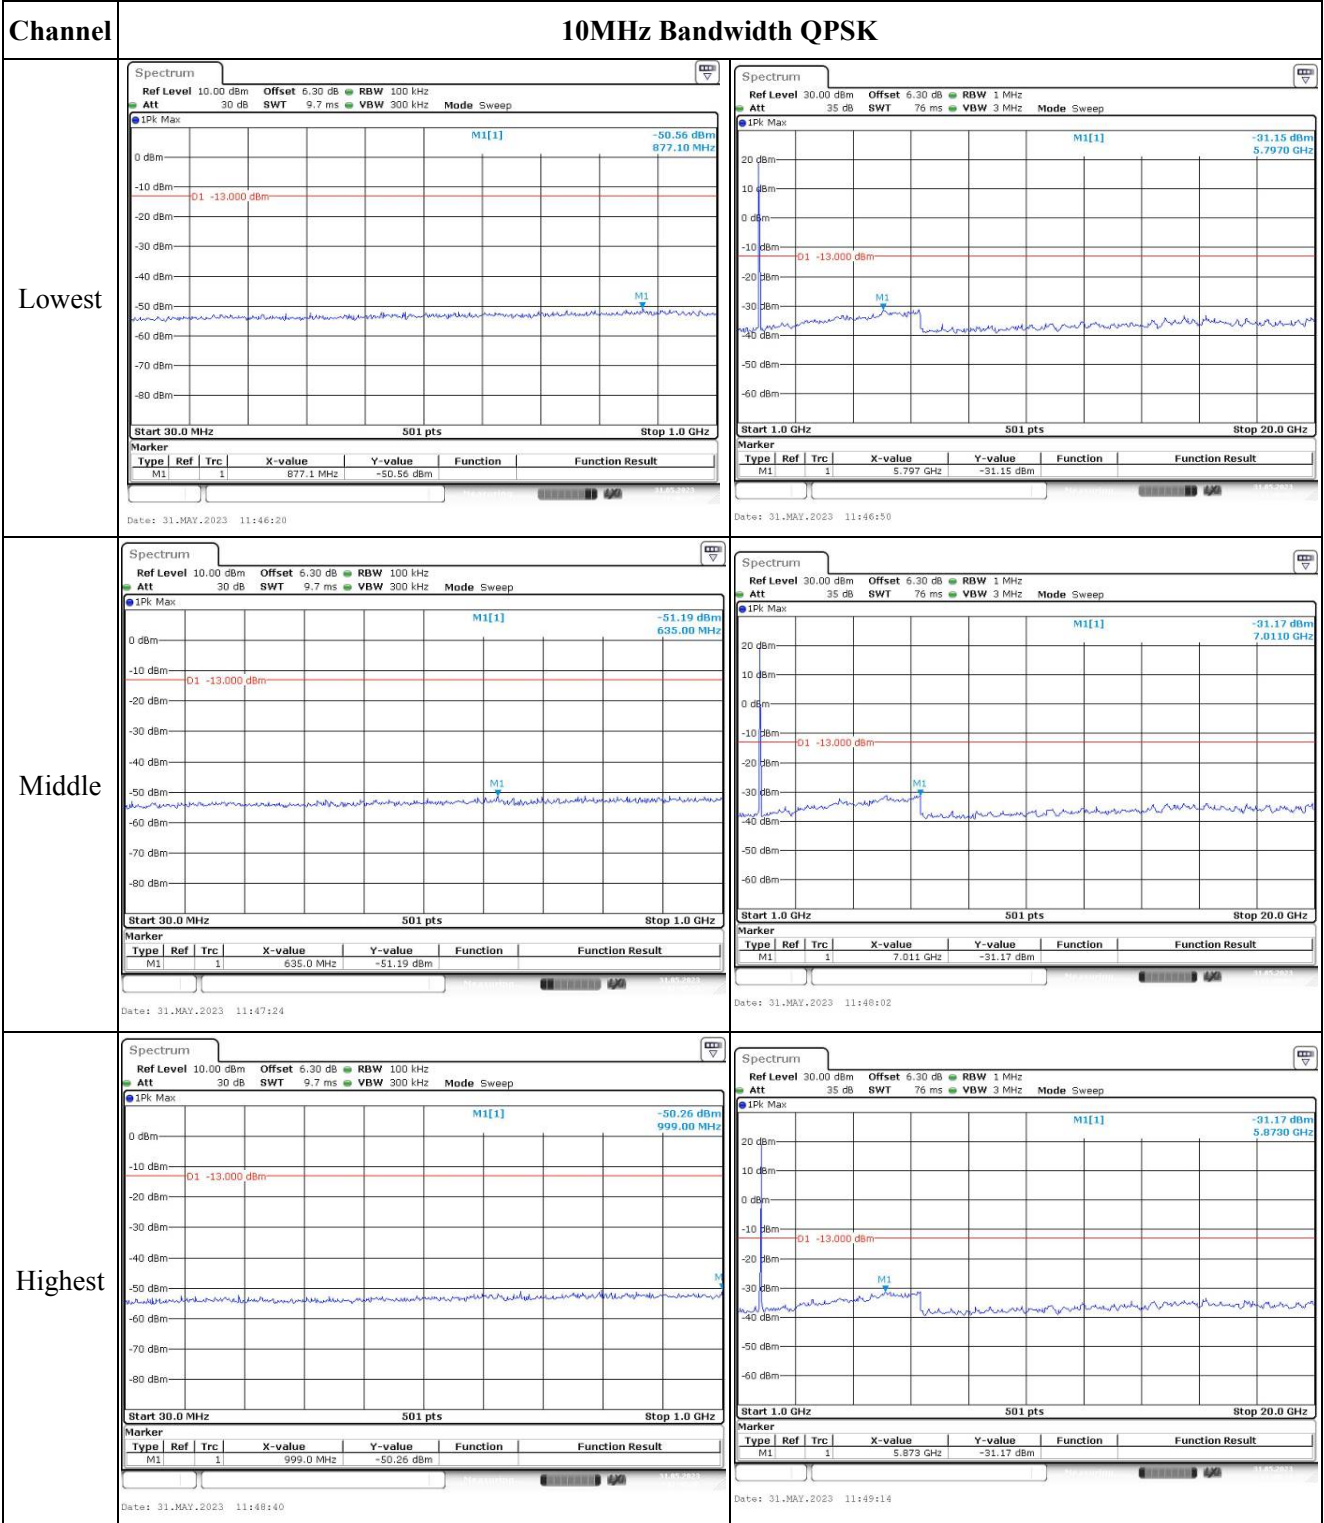 Channel 10MHz Bandwidth QPSK
Lowest
Spectrum
Ref Level 10.00 dBm Offset 6.30 dB RBW 100 kHz
Att 30 dB SWT 9.7 ms VBW 300 kHz Mode Sweep
1Pk Max
M1[1] -50.56 dBm
877.10 MHz
0 dBm
-10 dBm
D1 -13.000 dBm
-20 dBm
-30 dBm
-40 dBm
M1
-50 dBm
-60 dBm
-70 dBm
-80 dBm
Start 30.0 MHz 501 pts Stop 1.0 GHz
Marker
Type Ref Trc X-value Y-value Function Function Result
M1 1 877.1 MHz -50.56 dBm
Date: 31.MAY.2023 11:46:20
Spectrum
Ref Level 30.00 dBm Offset 6.30 dB RBW 1 MHz
Att 35 dB SWT 76 ms VBW 3 MHz Mode Sweep
1Pk Max
M1[1] -31.15 dBm
5.7970 GHz
20 dBm
10 dBm
0 dBm
-10 dBm
D1 -13.000 dBm
-20 dBm
M1
-30 dBm
-40 dBm
-50 dBm
-60 dBm
Start 1.0 GHz 501 pts Stop 20.0 GHz
Marker
Type Ref Trc X-value Y-value Function Function Result
M1 1 5.797 GHz -31.15 dBm
Date: 31.MAY.2023 11:46:50
Middle
Spectrum
Ref Level 10.00 dBm Offset 6.30 dB RBW 100 kHz
Att 30 dB SWT 9.7 ms VBW 300 kHz Mode Sweep
1Pk Max
M1[1] -51.19 dBm
635.00 MHz
0 dBm
-10 dBm
D1 -13.000 dBm
-20 dBm
-30 dBm
-40 dBm
M1
-50 dBm
-60 dBm
-70 dBm
-80 dBm
Start 30.0 MHz 501 pts Stop 1.0 GHz
Marker
Type Ref Trc X-value Y-value Function Function Result
M1 1 635.0 MHz -51.19 dBm
Date: 31.MAY.2023 11:47:24
Spectrum
Ref Level 30.00 dBm Offset 6.30 dB RBW 1 MHz
Att 35 dB SWT 76 ms VBW 3 MHz Mode Sweep
1Pk Max
M1[1] -31.17 dBm
7.0110 GHz
20 dBm
10 dBm
0 dBm
-10 dBm
D1 -13.000 dBm
-20 dBm
M1
-30 dBm
-40 dBm
-50 dBm
-60 dBm
Start 1.0 GHz 501 pts Stop 20.0 GHz
Marker
Type Ref Trc X-value Y-value Function Function Result
M1 1 7.011 GHz -31.17 dBm
Date: 31.MAY.2023 11:48:02
Highest
Spectrum
Ref Level 10.00 dBm Offset 6.30 dB RBW 100 kHz
Att 30 dB SWT 9.7 ms VBW 300 kHz Mode Sweep
1Pk Max
M1[1] -50.26 dBm
999.00 MHz
0 dBm
-10 dBm
D1 -13.000 dBm
-20 dBm
-30 dBm
-40 dBm
M
-50 dBm
-60 dBm
-70 dBm
-80 dBm
Start 30.0 MHz 501 pts Stop 1.0 GHz
Marker
Type Ref Trc X-value Y-value Function Function Result
M1 1 999.0 MHz -50.26 dBm
Date: 31.MAY.2023 11:48:40
Spectrum
Ref Level 30.00 dBm Offset 6.30 dB RBW 1 MHz
Att 35 dB SWT 76 ms VBW 3 MHz Mode Sweep
1Pk Max
M1[1] -31.17 dBm
5.8730 GHz
20 dBm
10 dBm
0 dBm
-10 dBm
D1 -13.000 dBm
-20 dBm
M1
-30 dBm
-40 dBm
-50 dBm
-60 dBm
Start 1.0 GHz 501 pts Stop 20.0 GHz
Marker
Type Ref Trc X-value Y-value Function Function Result
M1 1 5.873 GHz -31.17 dBm
Date: 31.MAY.2023 11:49:14